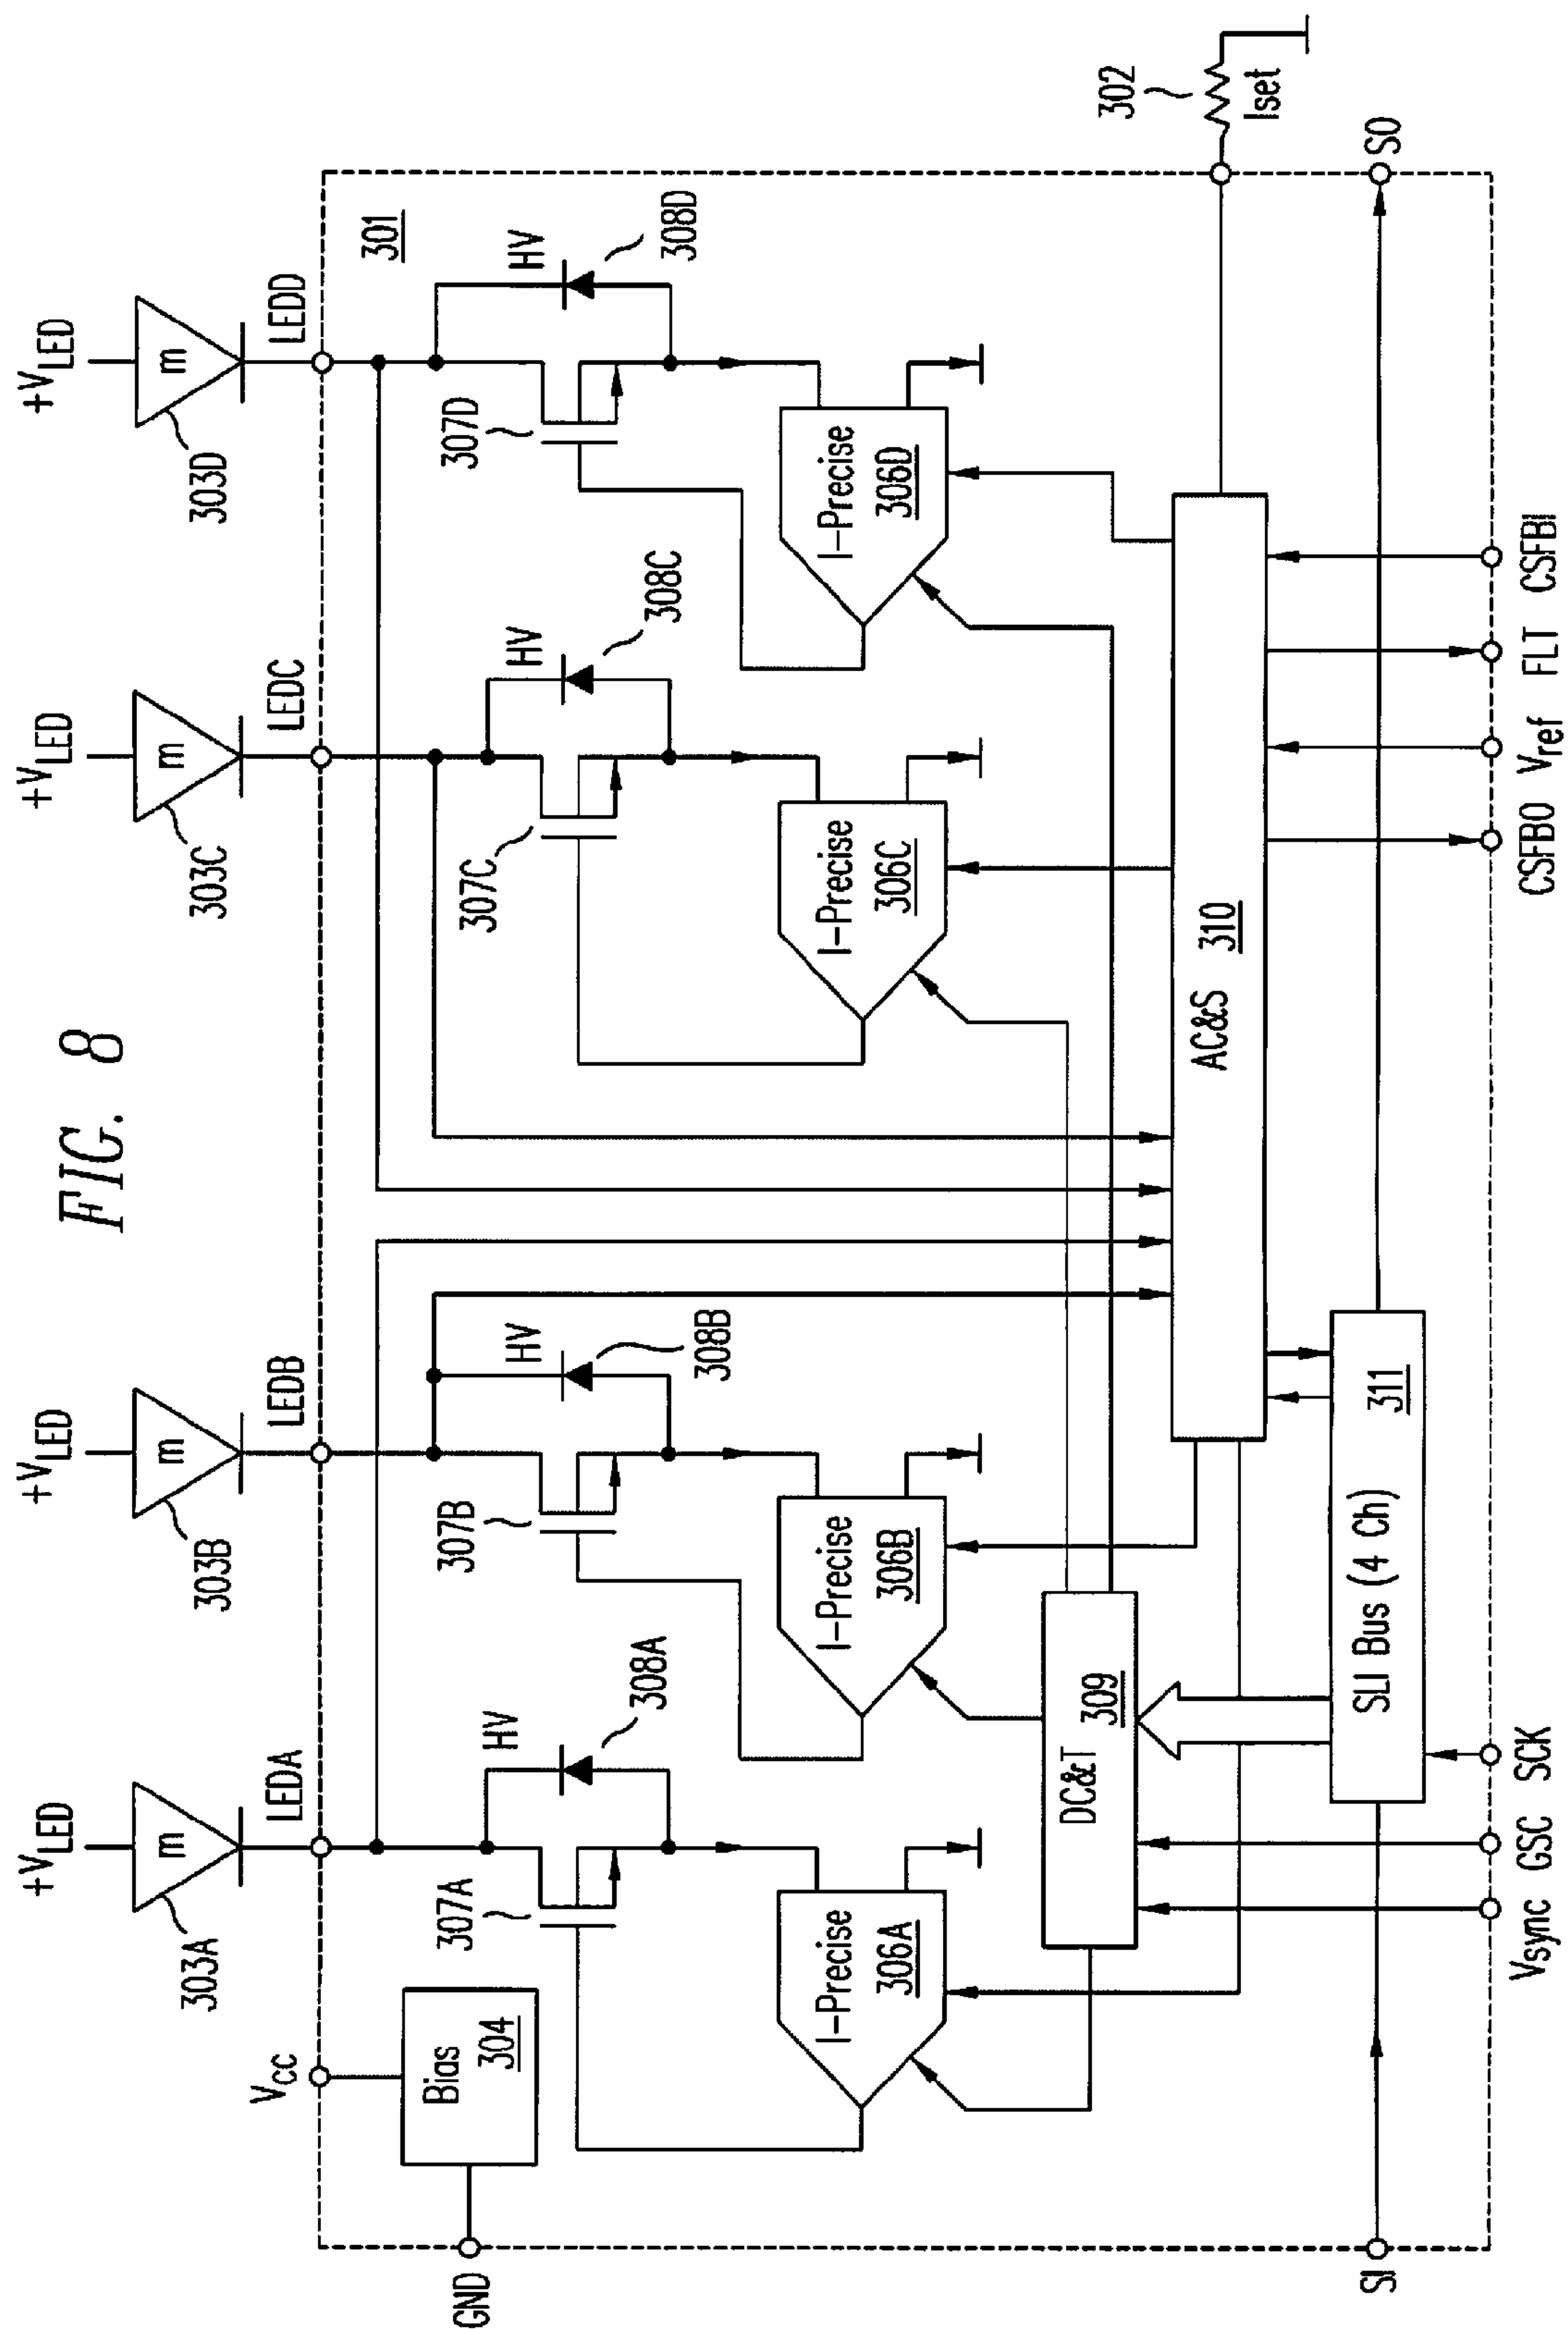 FIG. 8
+VLED
+VLED
+VLED
+VLED
m
m
m
m
303A
303B
303C
303D
Vcc
LEDA
LEDB
LEDC
LEDD
301
GND
Bias
304
307A
HV
308A
307B
HV
308B
307C
HV
308C
307D
HV
308D
I-Precise
306A
I-Precise
306B
I-Precise
306C
I-Precise
306D
302
Iset
DC&T
309
AC&S
310
SLI Bus (4 Ch)
311
SI
SO
Vsync
GSC
SCK
CSFBO
Vref
FLT
CSFBI